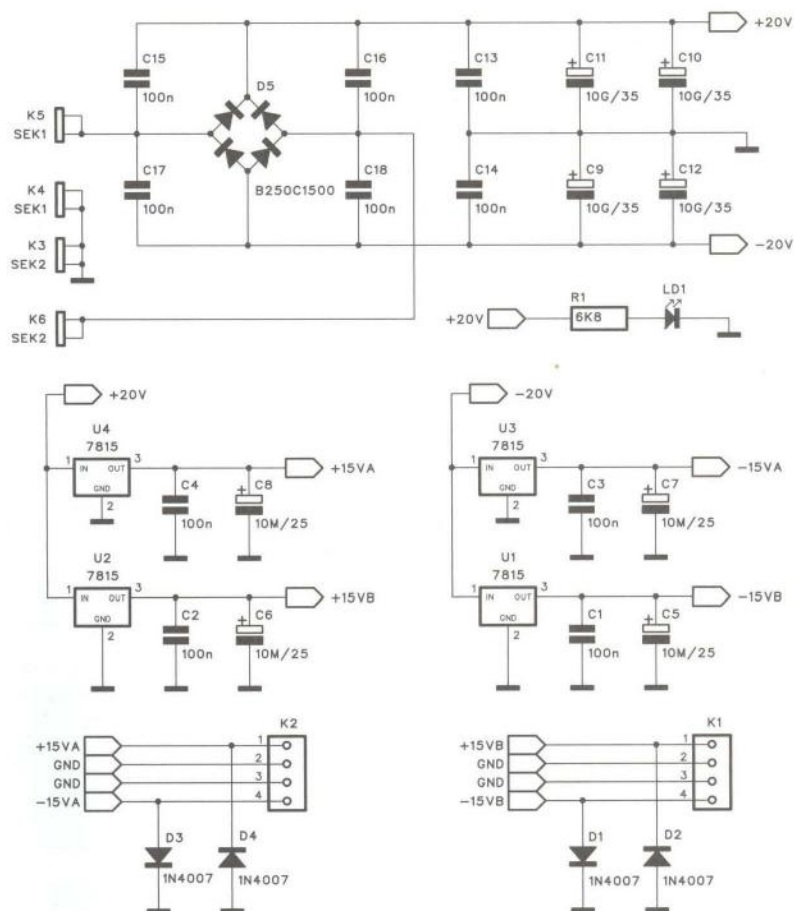 +20V
C15
100n
C16
100n
C13
100n
+ C11
10G/35
+ C10
10G/35
D5
K5
SEK1
C17
100n
B250C1500
C18
100n
C14
100n
+ C9
10G/35
+ C12
10G/35
K4
SEK1
K3
SEK2
-20V
K6
SEK2
+20V
R1
6K8
LD1
+20V
U4
7815
1 IN OUT 3
GND
2
C4
100n
+ C8
10M/25
+15VA
U2
7815
1 IN OUT 3
GND
2
C2
100n
+ C6
10M/25
+15VB
-20V
U3
7815
1 IN OUT 3
GND
2
C3
100n
+ C7
10M/25
-15VA
U1
7815
1 IN OUT 3
GND
2
C1
100n
+ C5
10M/25
-15VB
K2
+15VA 1
GND 2
GND 3
-15VA 4
D3
1N4007
D4
1N4007
K1
+15VB 1
GND 2
GND 3
-15VB 4
D1
1N4007
D2
1N4007